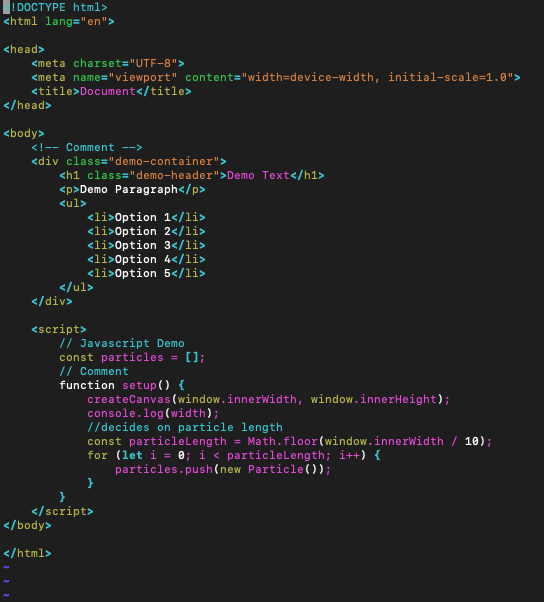 <!DOCTYPE html>
<html lang="en">

<head>
    <meta charset="UTF-8">
    <meta name="viewport" content="width=device-width, initial-scale=1.0">
    <title>Document</title>
</head>

<body>
    <!-- Comment -->
    <div class="demo-container">
        <h1 class="demo-header">Demo Text</h1>
        <p>Demo Paragraph</p>
        <ul>
            <li>Option 1</li>
            <li>Option 2</li>
            <li>Option 3</li>
            <li>Option 4</li>
            <li>Option 5</li>
        </ul>
    </div>

    <script>
        // Javascript Demo
        const particles = [];
        // Comment
        function setup() {
            createCanvas(window.innerWidth, window.innerHeight);
            console.log(width);
            //decides on particle length
            const particleLength = Math.floor(window.innerWidth / 10);
            for (let i = 0; i < particleLength; i++) {
                particles.push(new Particle());
            }
        }
    </script>
</body>

</html>
~
~
~